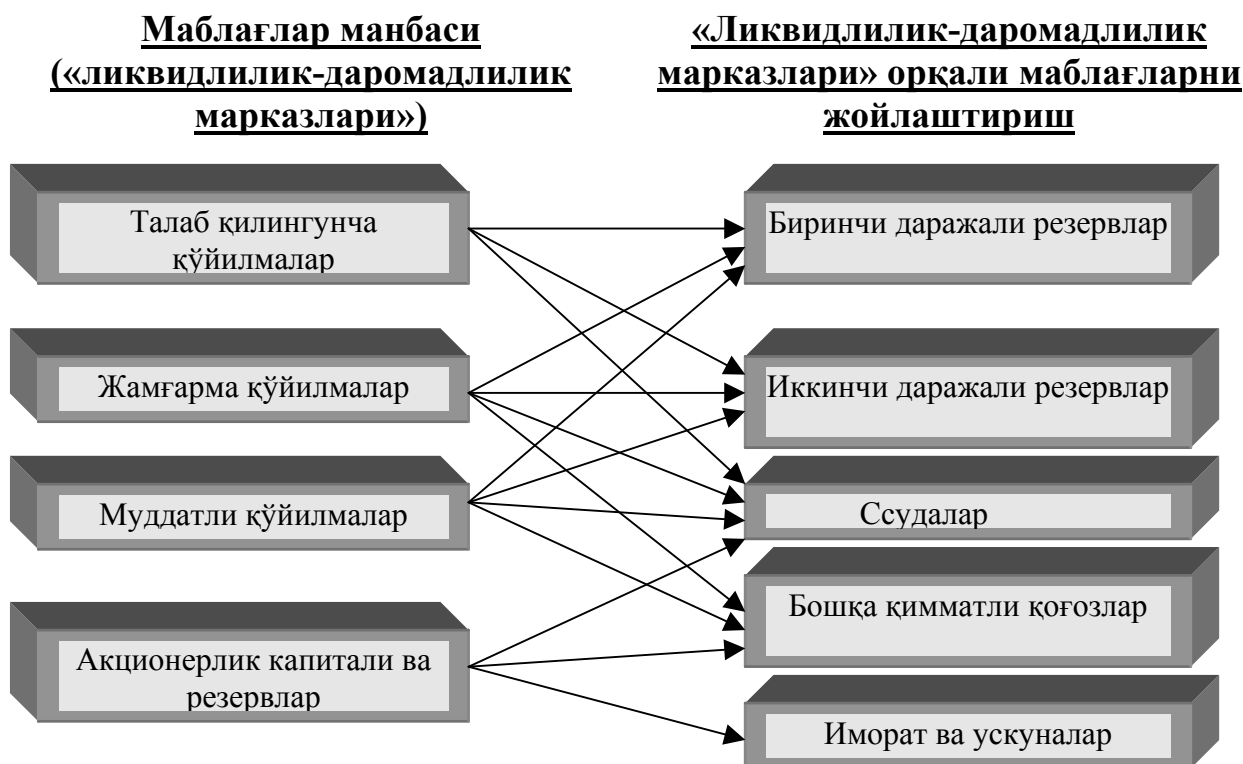 Маблағлар манбаси
(«ликвидлилик-даромадлилик
марказлари»)
«Ликвидлилик-даромадлилик
марказлари» орқали маблағларни
жойлаштириш
Талаб қилингунча
қўйилмалар
Жамғарма қўйилмалар
Муддатли қўйилмалар
Акционерлик капитали ва
резервлар
Биринчи даражали резервлар
Иккинчи даражали резервлар
Ссудалар
Бошқа қимматли қоғозлар
Иморат ва ускуналар